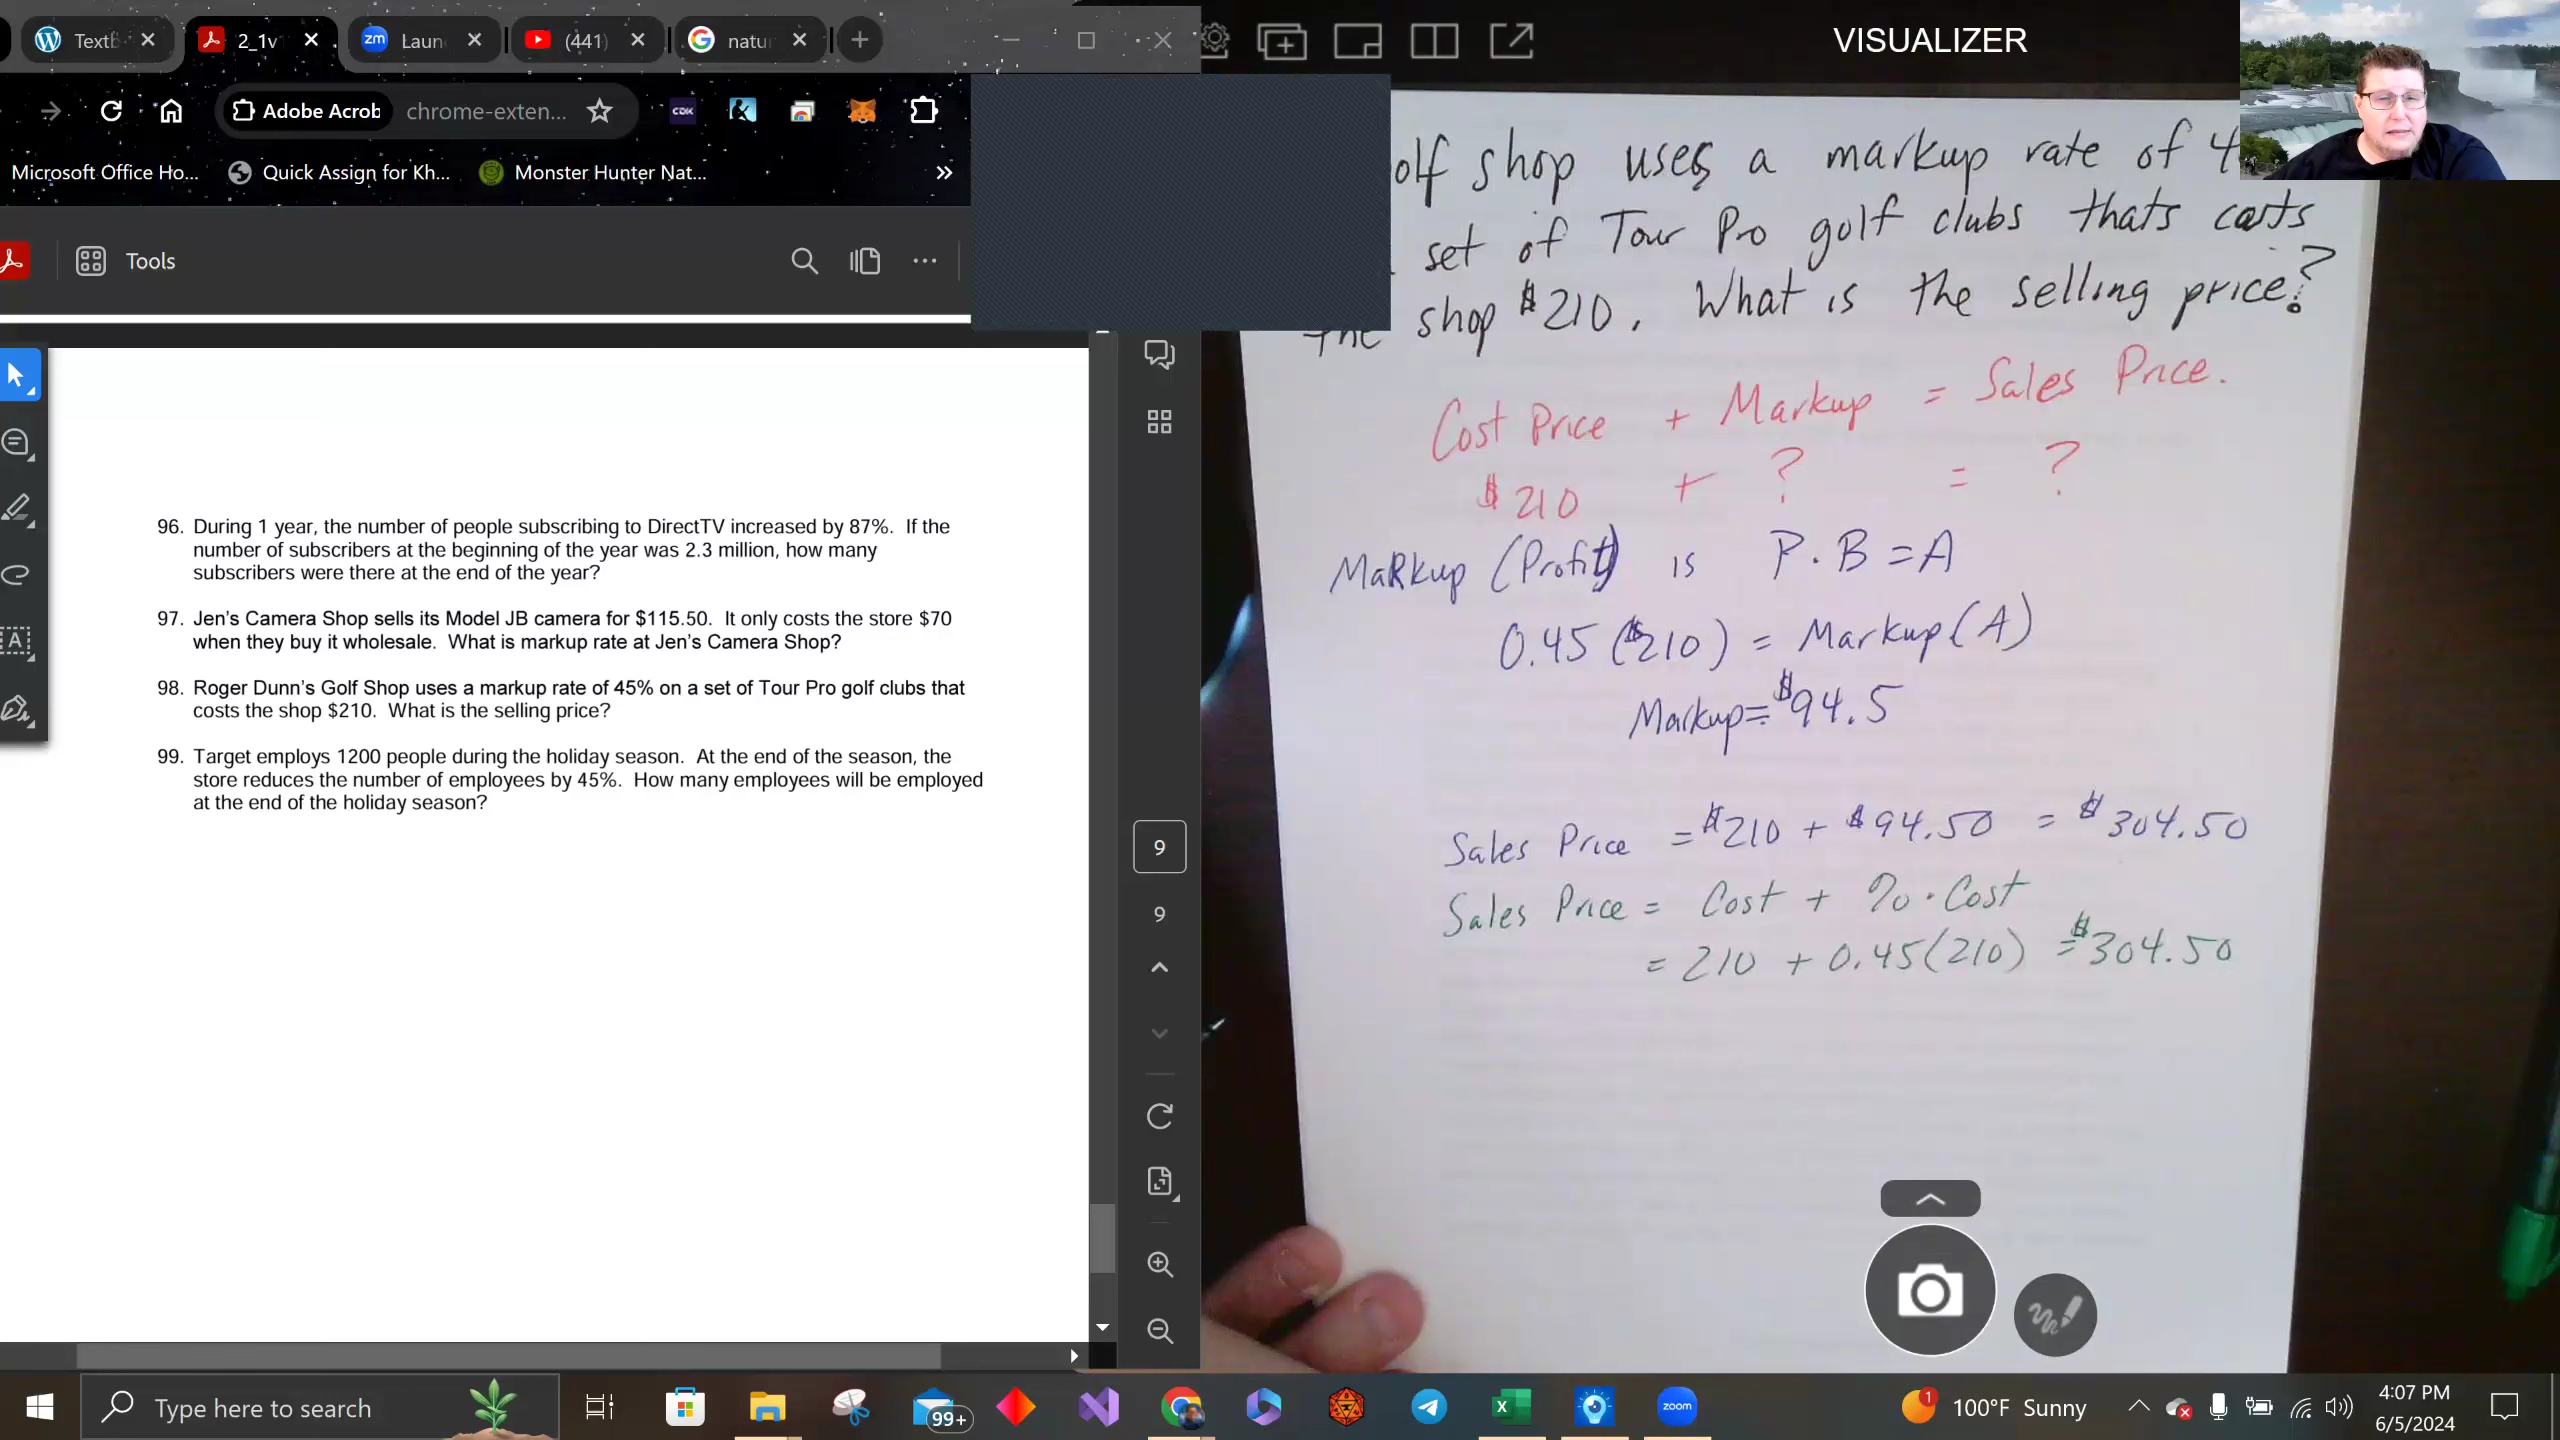 Textb
2_1v
Laun
(441)
natu
VISUALIZER
Adobe Acrob
chrome-exten...
CDK
Microsoft Office Ho...
Quick Assign for Kh...
Monster Hunter Nat...
Tools
96. During 1 year, the number of people subscribing to DirectTV increased by 87%. If the
number of subscribers at the beginning of the year was 2.3 million, how many
subscribers were there at the end of the year?
97. Jen's Camera Shop sells its Model JB camera for $115.50. It only costs the store $70
when they buy it wholesale. What is markup rate at Jen's Camera Shop?
98. Roger Dunn's Golf Shop uses a markup rate of 45% on a set of Tour Pro golf clubs that
costs the shop $210. What is the selling price?
99. Target employs 1200 people during the holiday season. At the end of the season, the
store reduces the number of employees by 45%. How many employees will be employed
at the end of the holiday season?
9
9
olf shop uses a markup rate of 4
set of Tour Pro golf clubs thats costs
the shop $210. What is the selling price?
Cost Price + Markup = Sales Price.
$210 + ? = ?
Markup (Profit) is P.B = A
0.45($210) = Markup(A)
Markup = $94.5
Sales Price = $210 + $94.50 = $304.50
Sales Price = Cost + %.Cost
= 210 + 0.45(210) = $304.50
Type here to search
99+
zoom
1
100°F Sunny
4:07 PM
6/5/2024